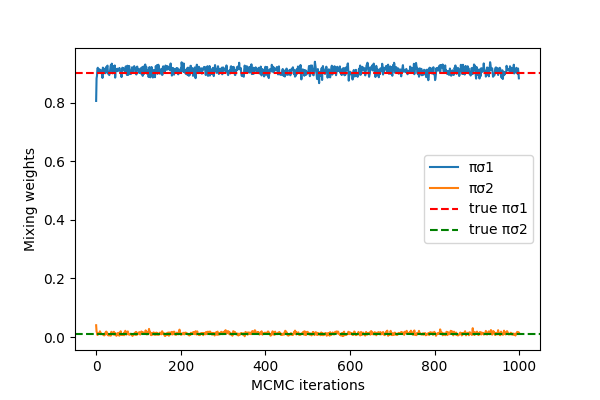 Mixing weights
0.8
0.6
0.4
0.2
0.0
πσ1
πσ2
true πσ1
true πσ2
0 200 400 600 800 1000
MCMC iterations